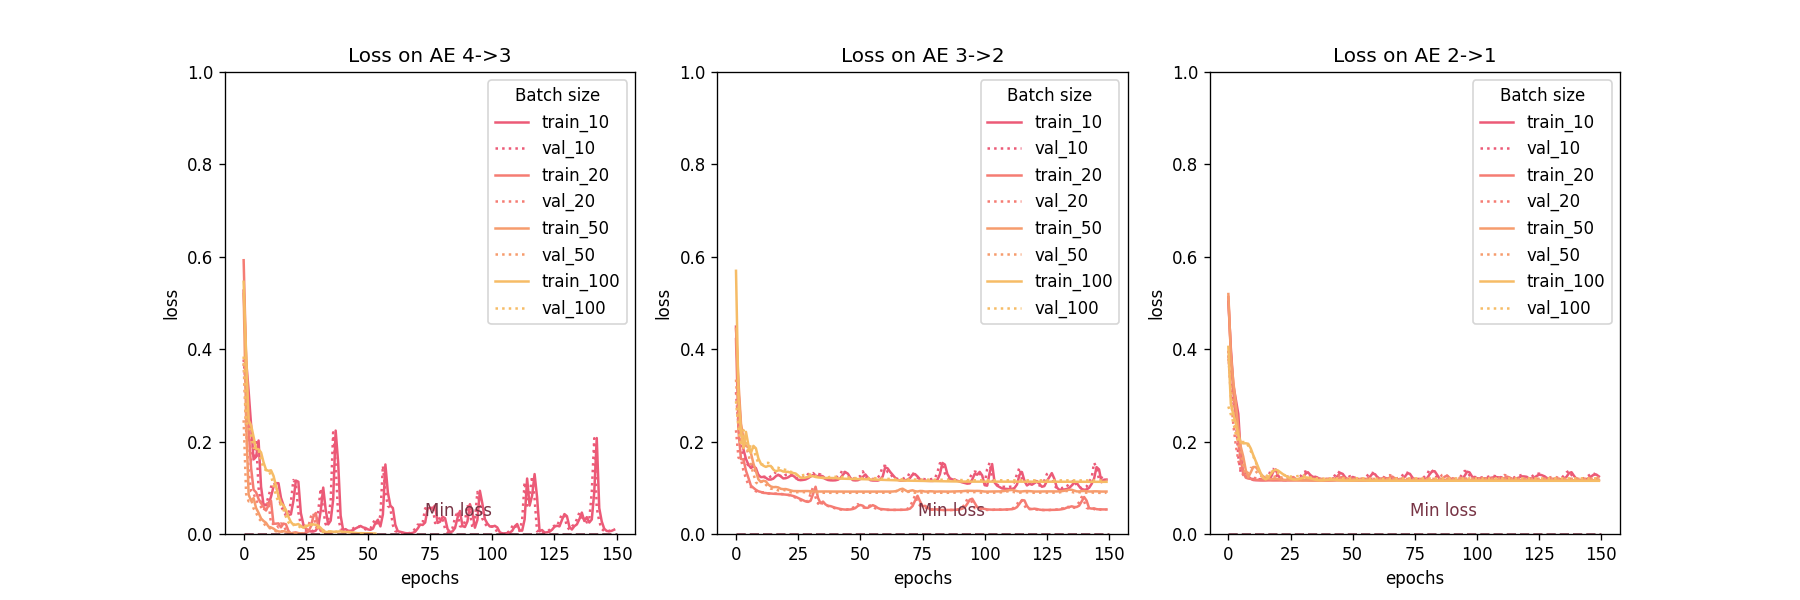 Loss on AE 4->3
1.0
0.8
0.6
0.4
0.2
0.0
loss
0
25
50
75
100
125
150
epochs
Batch size
train_10
val_10
train_20
val_20
train_50
val_50
train_100
val_100
Min loss
Loss on AE 3->2
1.0
0.8
0.6
0.4
0.2
0.0
loss
0
25
50
75
100
125
150
epochs
Batch size
train_10
val_10
train_20
val_20
train_50
val_50
train_100
val_100
Min loss
Loss on AE 2->1
1.0
0.8
0.6
0.4
0.2
0.0
loss
0
25
50
75
100
125
150
epochs
Batch size
train_10
val_10
train_20
val_20
train_50
val_50
train_100
val_100
Min loss